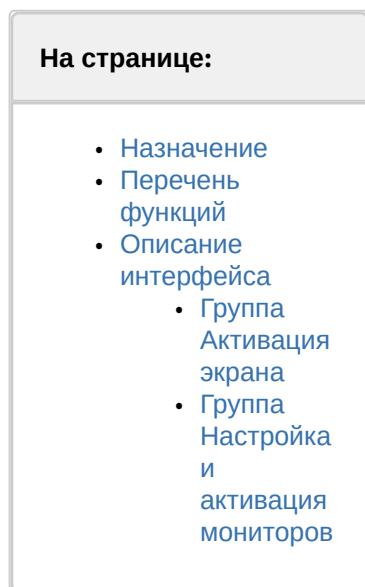 На странице:
• Назначение
• Перечень
функций
• Описание
интерфейса
• Группа
Активация
экрана
• Группа
Настройка
и
активация
мониторов